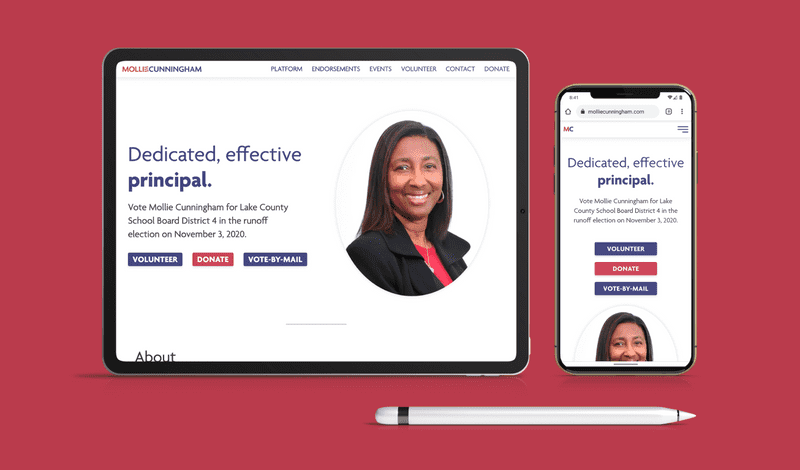 MOLLIECUNNINGHAM
PLATFORM ENDORSEMENTS EVENTS VOLUNTEER CONTACT DONATE
Dedicated, effective
principal.
Vote Mollie Cunningham for Lake County
School Board District 4 in the runoff
election on November 3, 2020.
VOLUNTEER DONATE VOTE-BY-MAIL
About
9:41
molliecunningham.com
MC
Dedicated, effective
principal.
Vote Mollie Cunningham for Lake
County School Board District 4 in the
runoff election on November 3, 2020.
VOLUNTEER
DONATE
VOTE-BY-MAIL